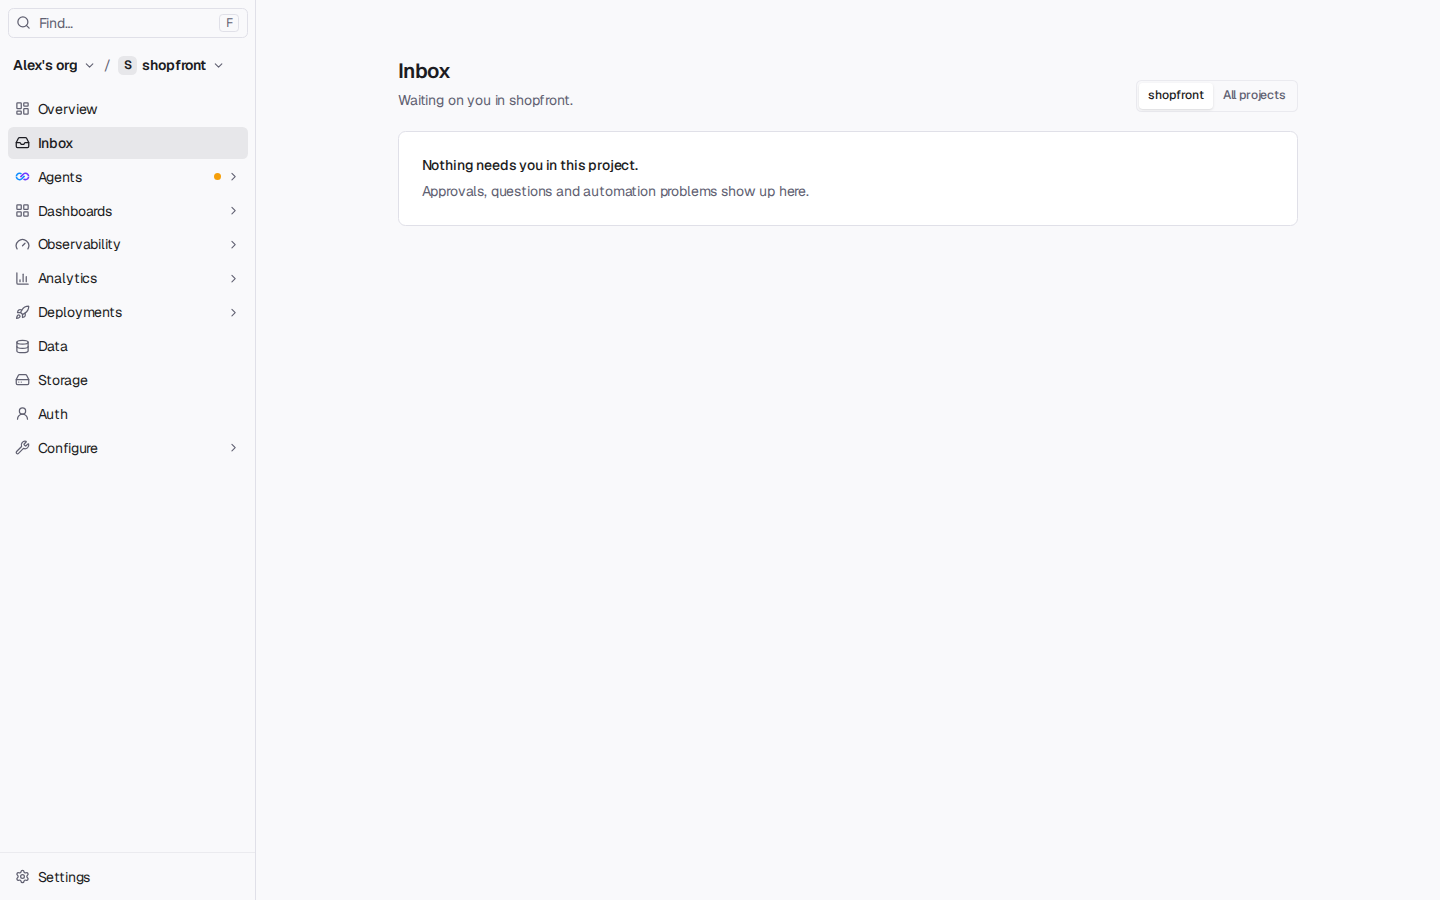 Find...
F
Alex's org / S shopfront
Overview
Inbox
Agents
Dashboards
Observability
Analytics
Deployments
Data
Storage
Auth
Configure
Settings
Inbox
Waiting on you in shopfront.
shopfront All projects
Nothing needs you in this project.
Approvals, questions and automation problems show up here.